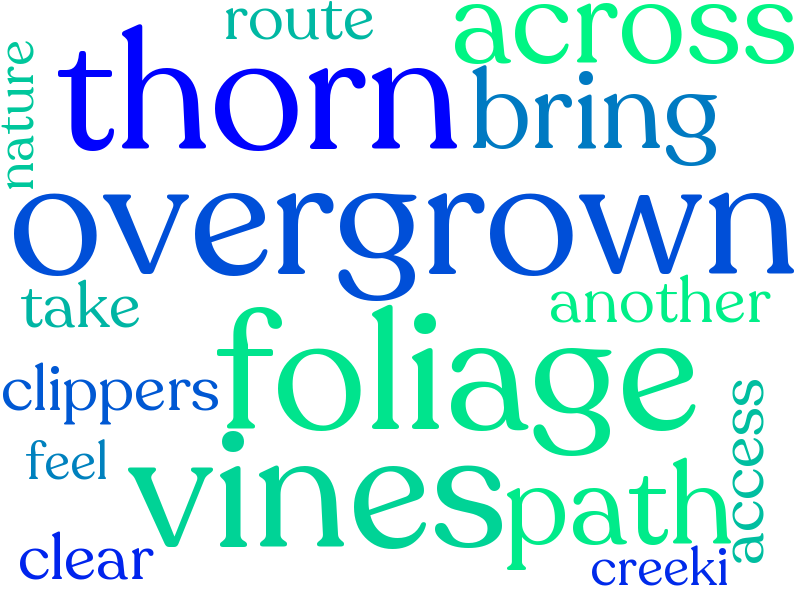 route
across
thorn
nature
bring
overgrown
take
another
foliage
clippers
access
feel
vines
path
clear
creeki